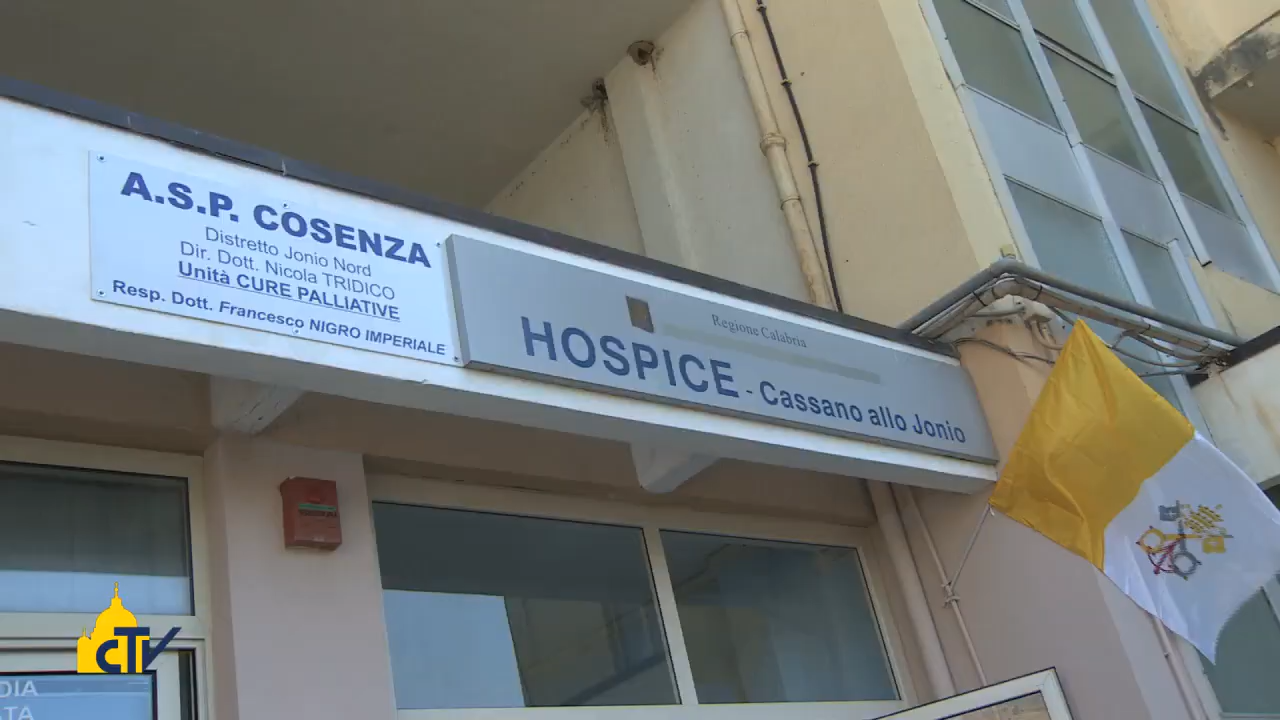 A.S.P. COSENZA
Distretto Jonio Nord
Dir. Dott. Nicola TRIDICO
Unità CURE PALLIATIVE
Resp. Dott. Francesco NIGRO IMPERIALE
Regione Calabria
HOSPICE - Cassano allo Jonio
CTV
DIA
ATA